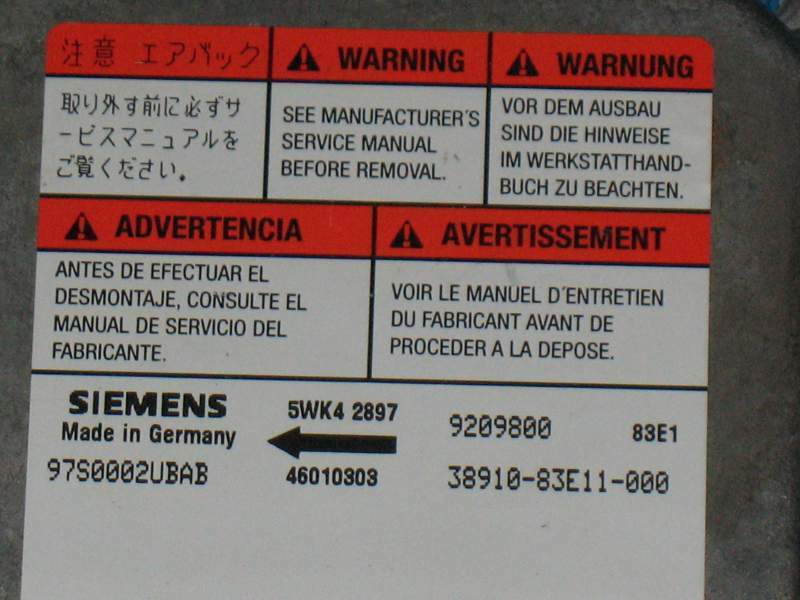 注意 エアバック
取り外す前に必ずサ
ービスマニュアルを
ご覧ください。
WARNING
SEE MANUFACTURER'S
SERVICE MANUAL
BEFORE REMOVAL.
WARNUNG
VOR DEM AUSBAU
SIND DIE HINWEISE
IM WERKSTATTHAND-
BUCH ZU BEACHTEN.
ADVERTENCIA
ANTES DE EFECTUAR EL
DESMONTAJE, CONSULTE EL
MANUAL DE SERVICIO DEL
FABRICANTE.
AVERTISSEMENT
VOIR LE MANUEL D'ENTRETIEN
DU FABRICANT AVANT DE
PROCEDER A LA DEPOSE.
SIEMENS
Made in Germany
97S0002UBAB
5WK4 2897
46010303
9209800 83E1
38910-83E11-000